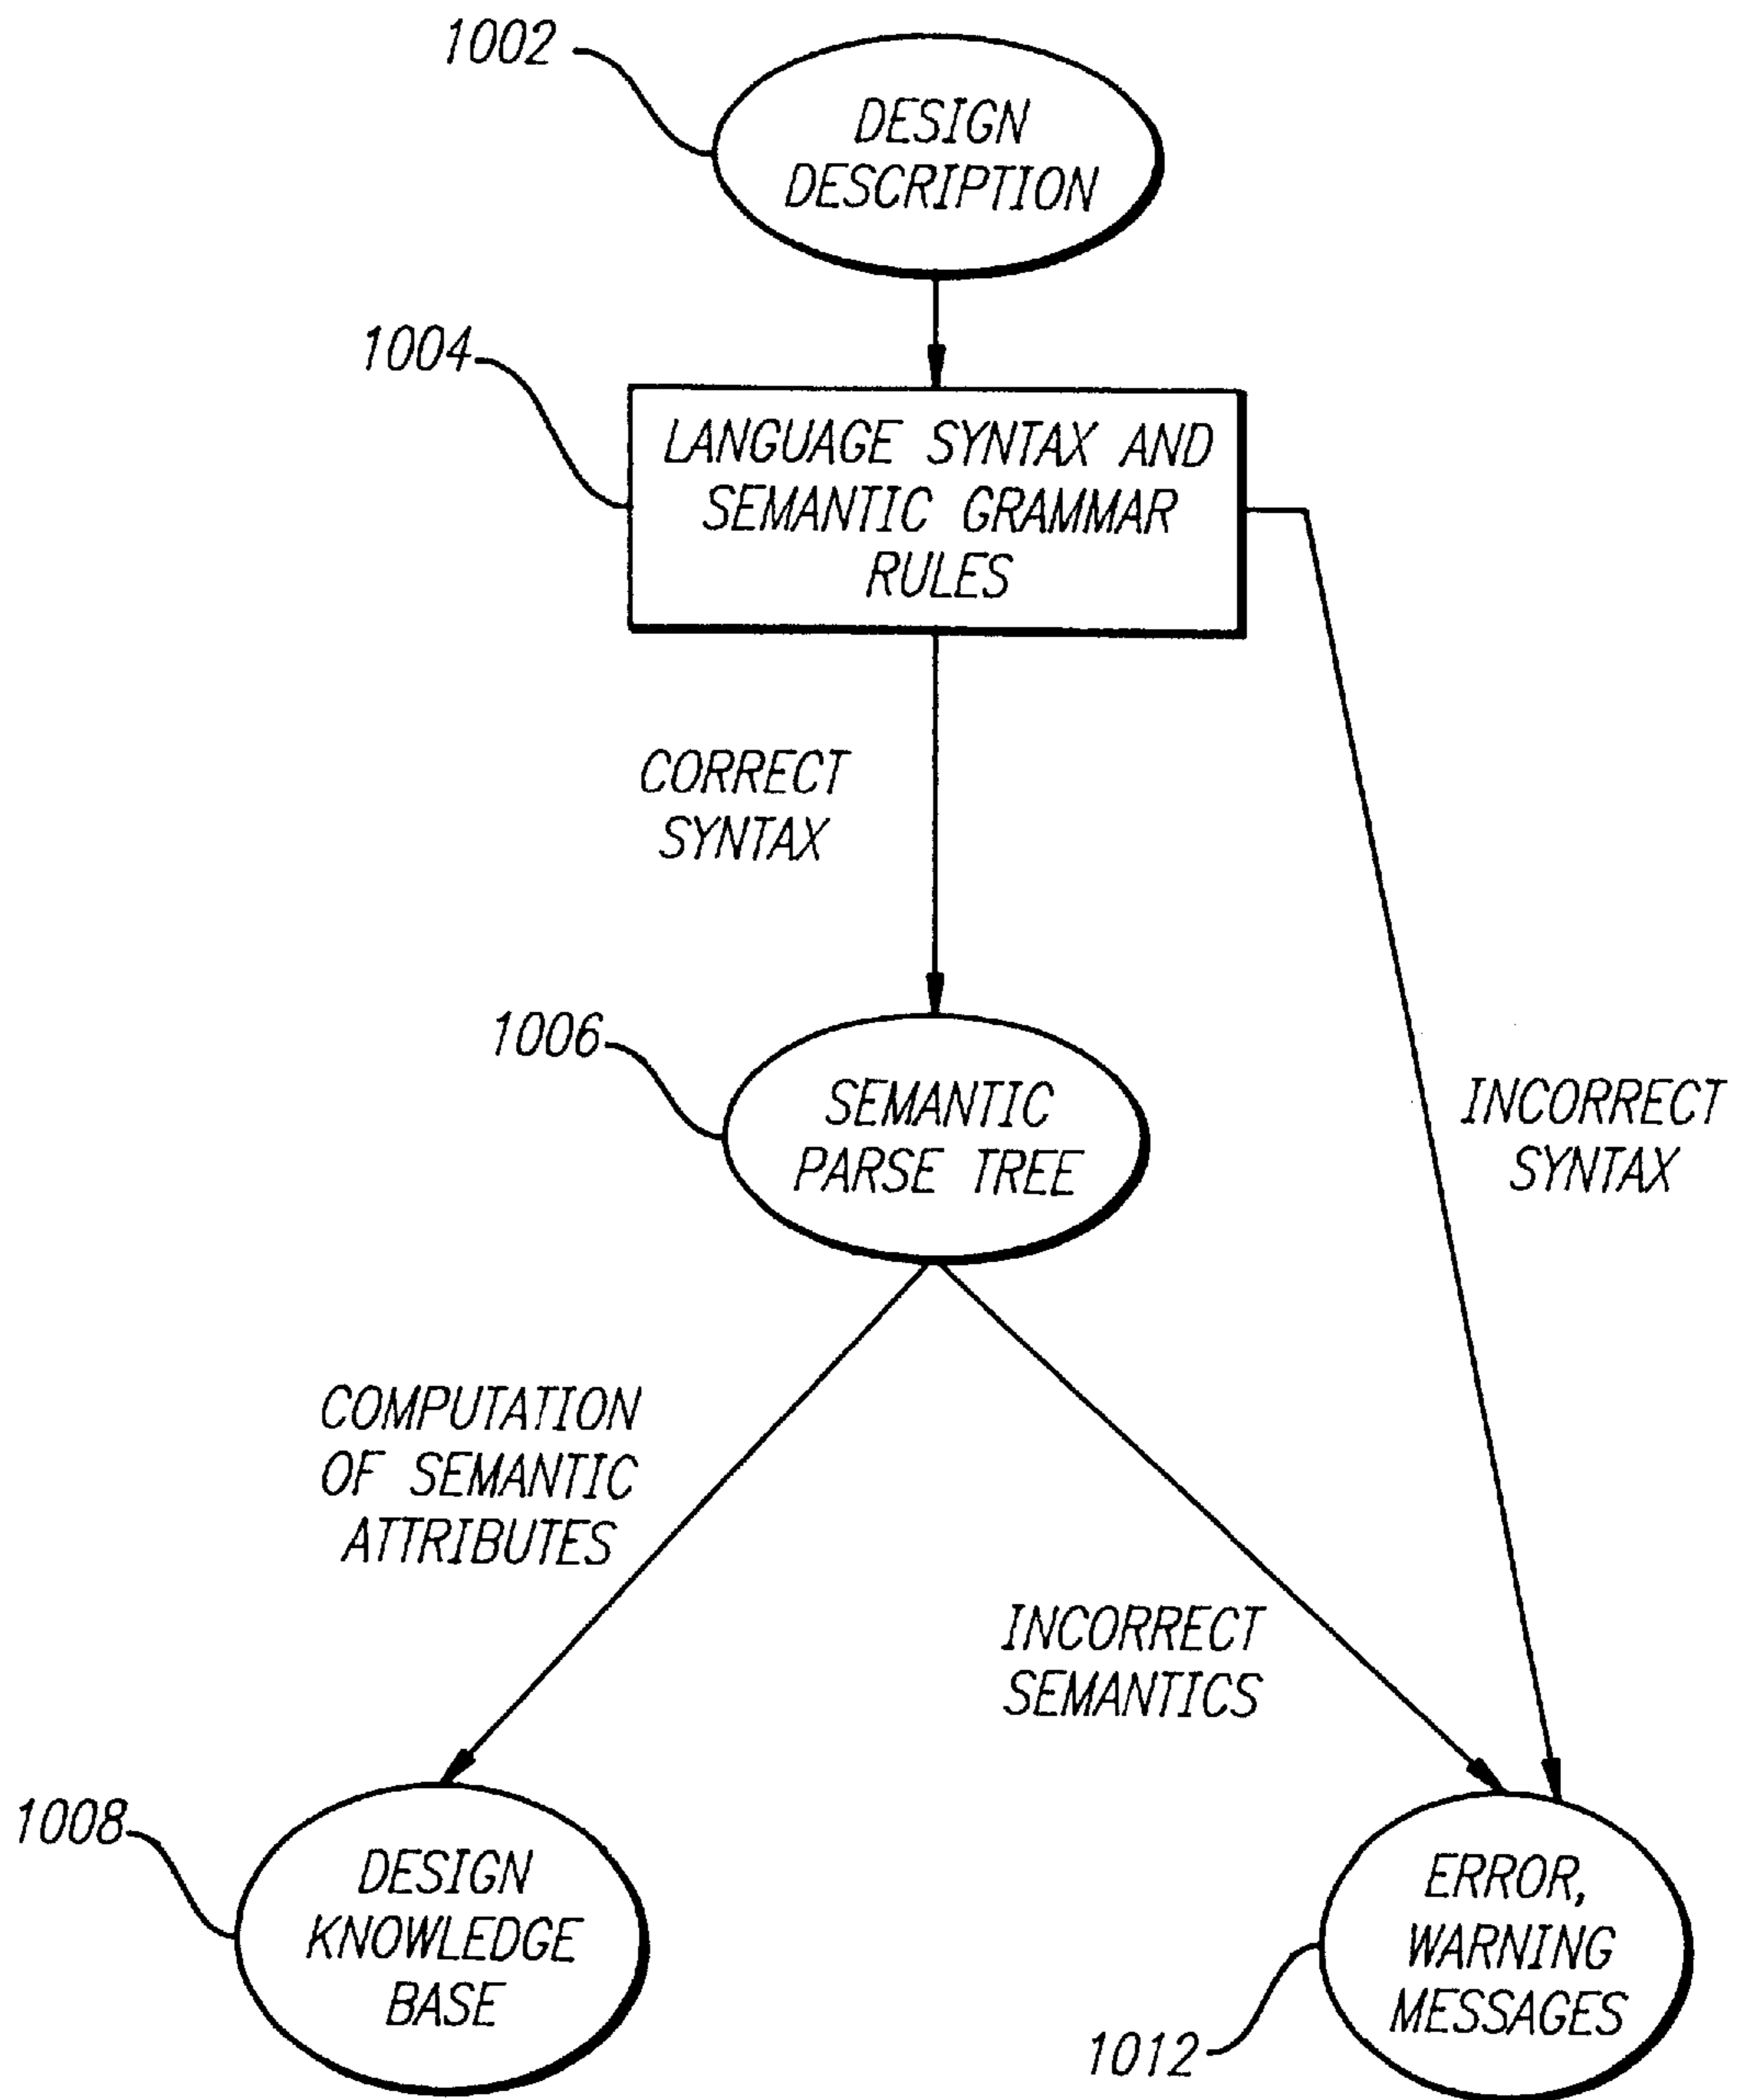 1002
DESIGN
DESCRIPTION
1004
LANGUAGE SYNTAX AND
SEMANTIC GRAMMAR
RULES
CORRECT
SYNTAX
1006
SEMANTIC
PARSE TREE
INCORRECT
SYNTAX
COMPUTATION
OF SEMANTIC
ATTRIBUTES
INCORRECT
SEMANTICS
1008
DESIGN
KNOWLEDGE
BASE
ERROR,
WARNING
MESSAGES
1012